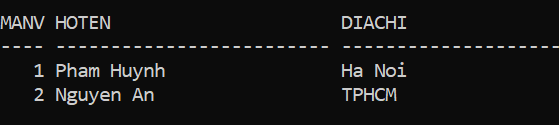 MANV HOTEN                     DIACHI
---- ------------------------- --------------------
   1 Pham Huynh                Ha Noi
   2 Nguyen An                 TPHCM